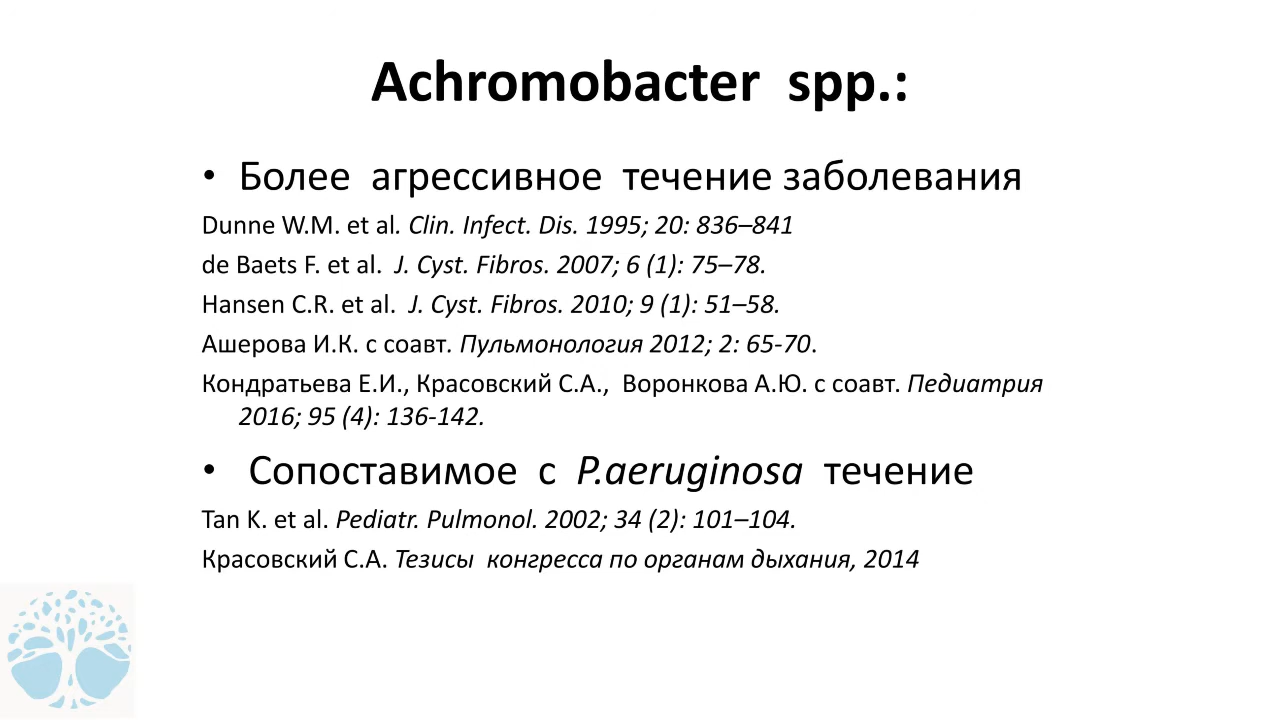 Achromobacter spp.:
• Более агрессивное течение заболевания
Dunne W.M. et al. Clin. Infect. Dis. 1995; 20: 836–841
de Baets F. et al. J. Cyst. Fibros. 2007; 6 (1): 75–78.
Hansen C.R. et al. J. Cyst. Fibros. 2010; 9 (1): 51–58.
Ашерова И.К. с соавт. Пульмонология 2012; 2: 65-70.
Кондратьева Е.И., Красовский С.А., Воронкова А.Ю. с соавт. Педиатрия
2016; 95 (4): 136-142.
• Сопоставимое с P.aeruginosa течение
Tan K. et al. Pediatr. Pulmonol. 2002; 34 (2): 101–104.
Красовский С.А. Тезисы конгресса по органам дыхания, 2014